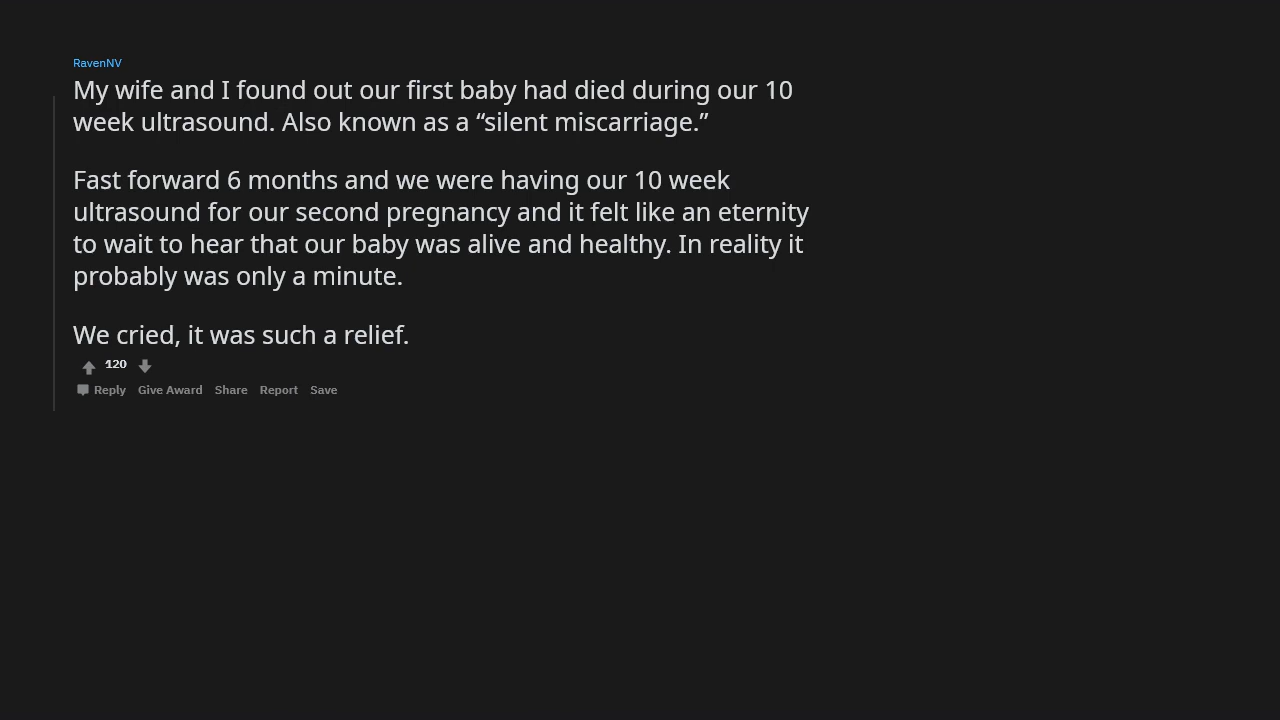 RavenNV
My wife and I found out our first baby had died during our 10
week ultrasound. Also known as a “silent miscarriage.”
Fast forward 6 months and we were having our 10 week
ultrasound for our second pregnancy and it felt like an eternity
to wait to hear that our baby was alive and healthy. In reality it
probably was only a minute.
We cried, it was such a relief.
120
Reply Give Award Share Report Save